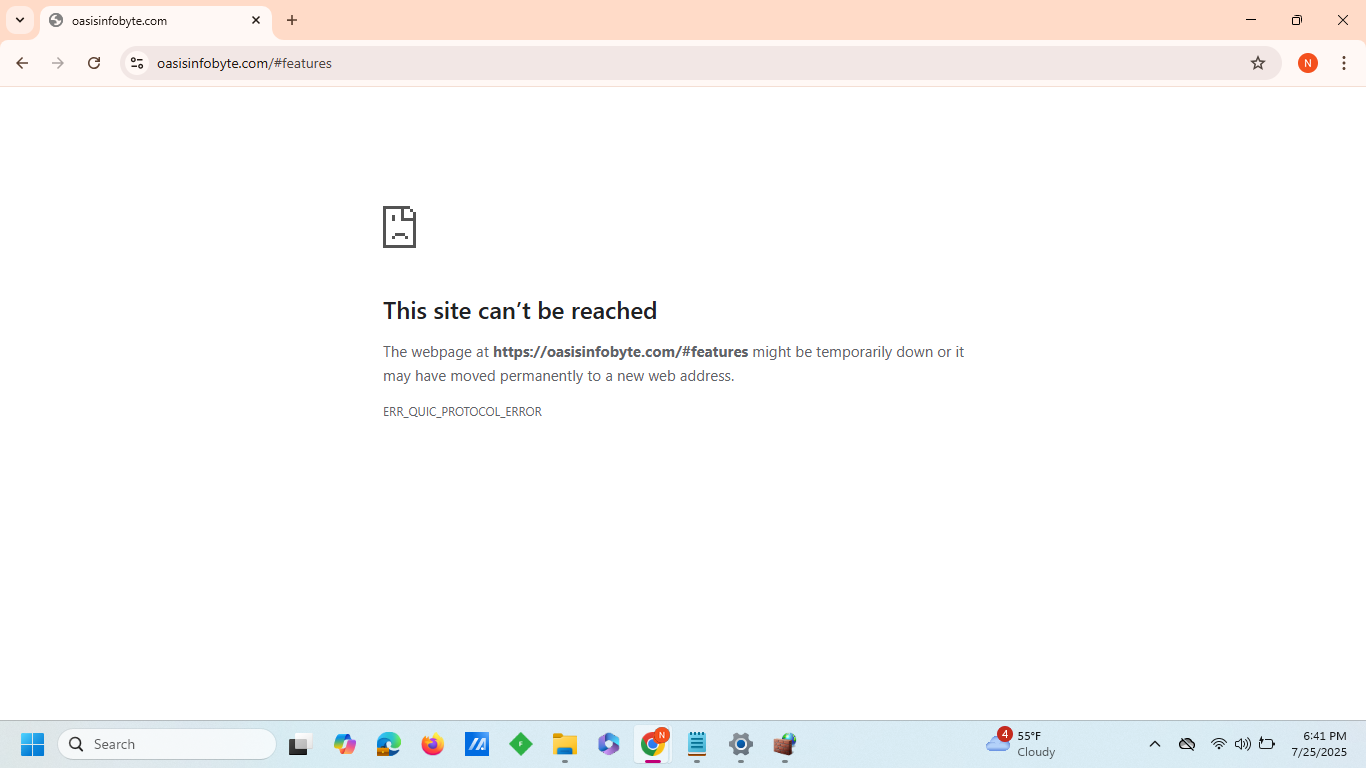 oasisinfobyte.com
oasisinfobyte.com/#features
N
This site can’t be reached
The webpage at https://oasisinfobyte.com/#features might be temporarily down or it
may have moved permanently to a new web address.
ERR_QUIC_PROTOCOL_ERROR
Search
F
N
4
55°F
Cloudy
6:41 PM
7/25/2025